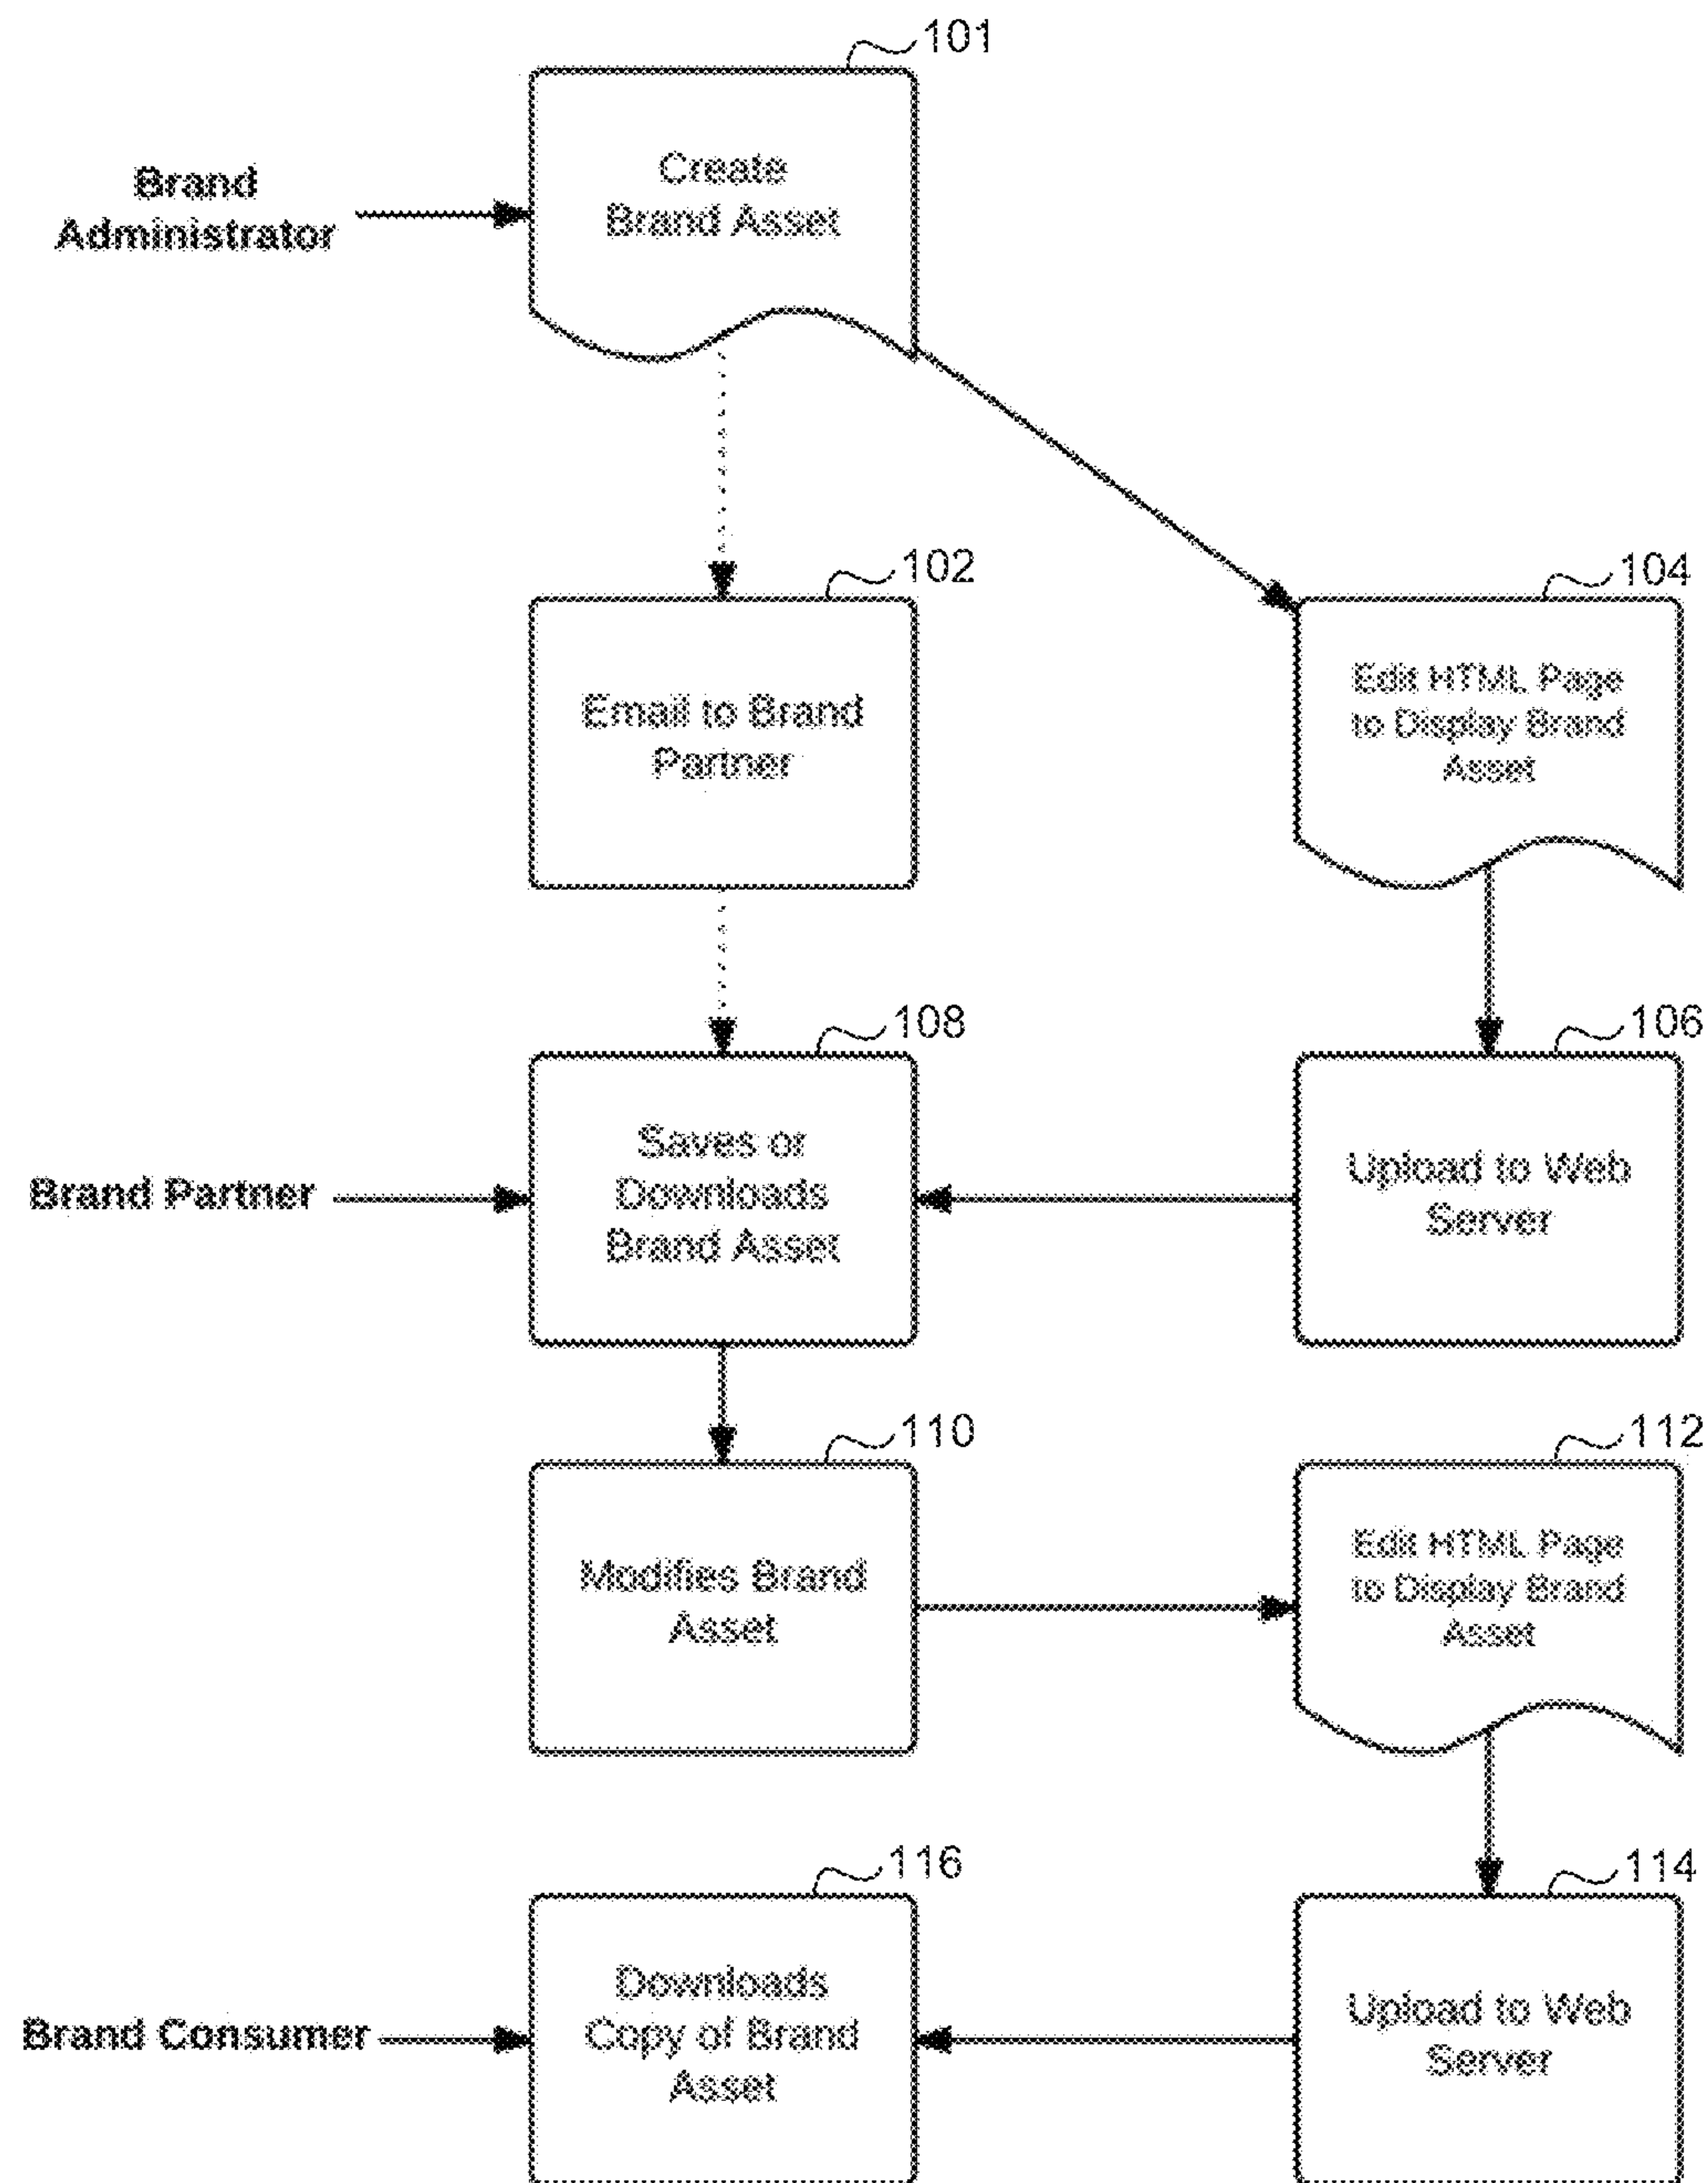 101
Brand
Administrator
Create
Brand Asset
102
104
Email to Brand
Partner
Edit HTML Page
to Display Brand
Asset
108
106
Brand Partner
Saves or
Downloads
Brand Asset
Upload to Web
Server
110
112
Modifies Brand
Asset
Edit HTML Page
to Display Brand
Asset
116
114
Brand Consumer
Downloads
Copy of Brand
Asset
Upload to Web
Server